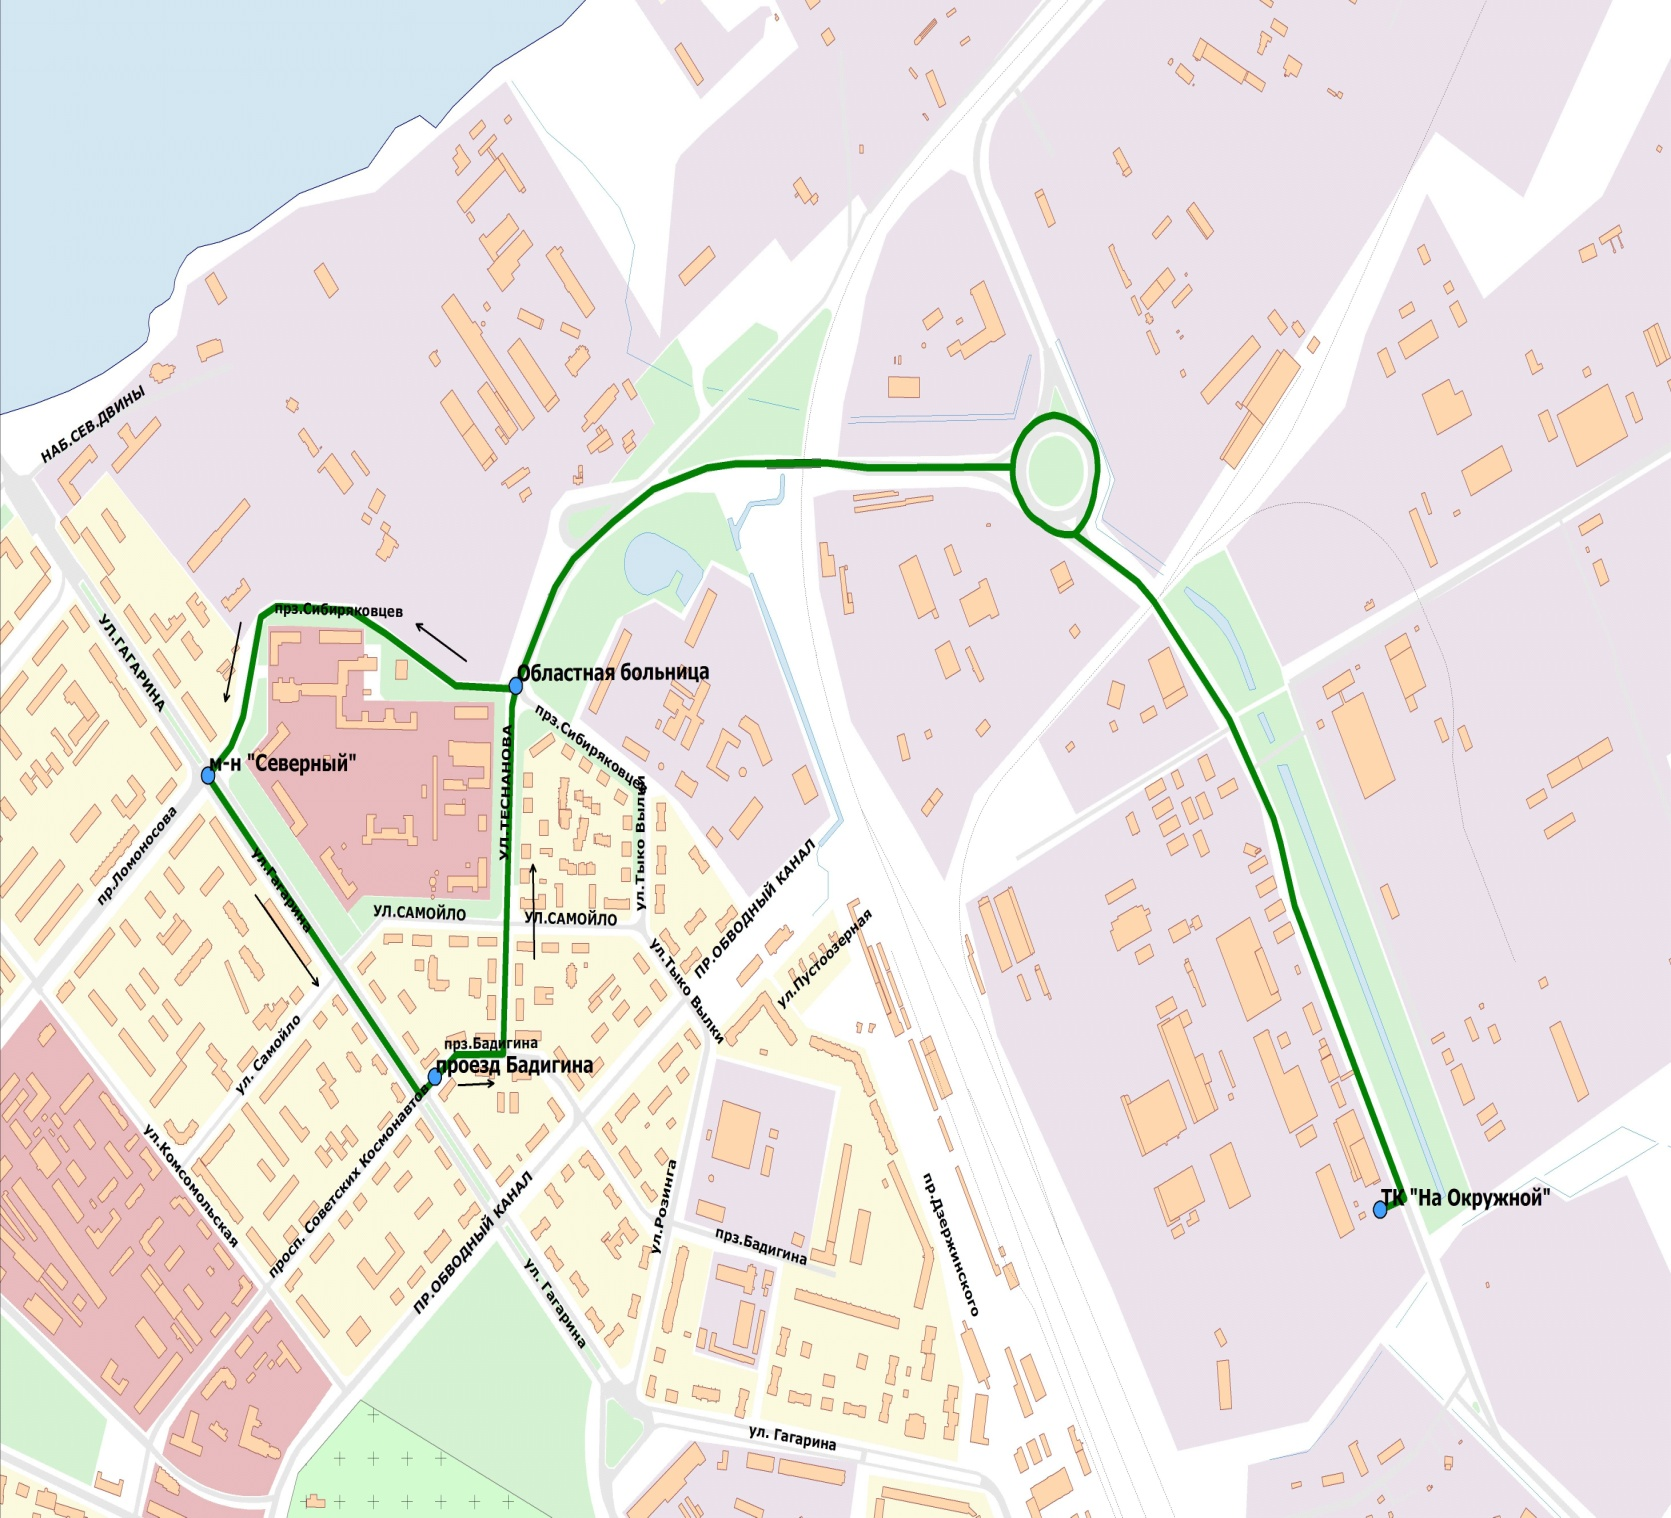 НАБ.СЕВ.ДВИНЫ
прз.Сибиряковцев
УЛ.ГАГАРИНА
Областная больница
прз.Сибиряковцев
м-н "Северный"
УЛ.ТЕСНАНОВА
ул.Тыко Вылки
пр.Ломоносова
ул.Гагарина
УЛ.САМОЙЛО
УЛ.САМОЙЛО
ПР.ОБВОДНЫЙ КАНАЛ
ул.Пустоозерная
ул.Тыко Вылки
ул. Самойло
прз.Бадигина
проезд Бадигина
просп. Советских Космонавтов
ул.Комсомольская
ПР.ОБВОДНЫЙ КАНАЛ
ул.Розинга
пр.Дзержинского
ТК "На Окружной"
прз.Бадигина
ул. Гагарина
ул. Гагарина